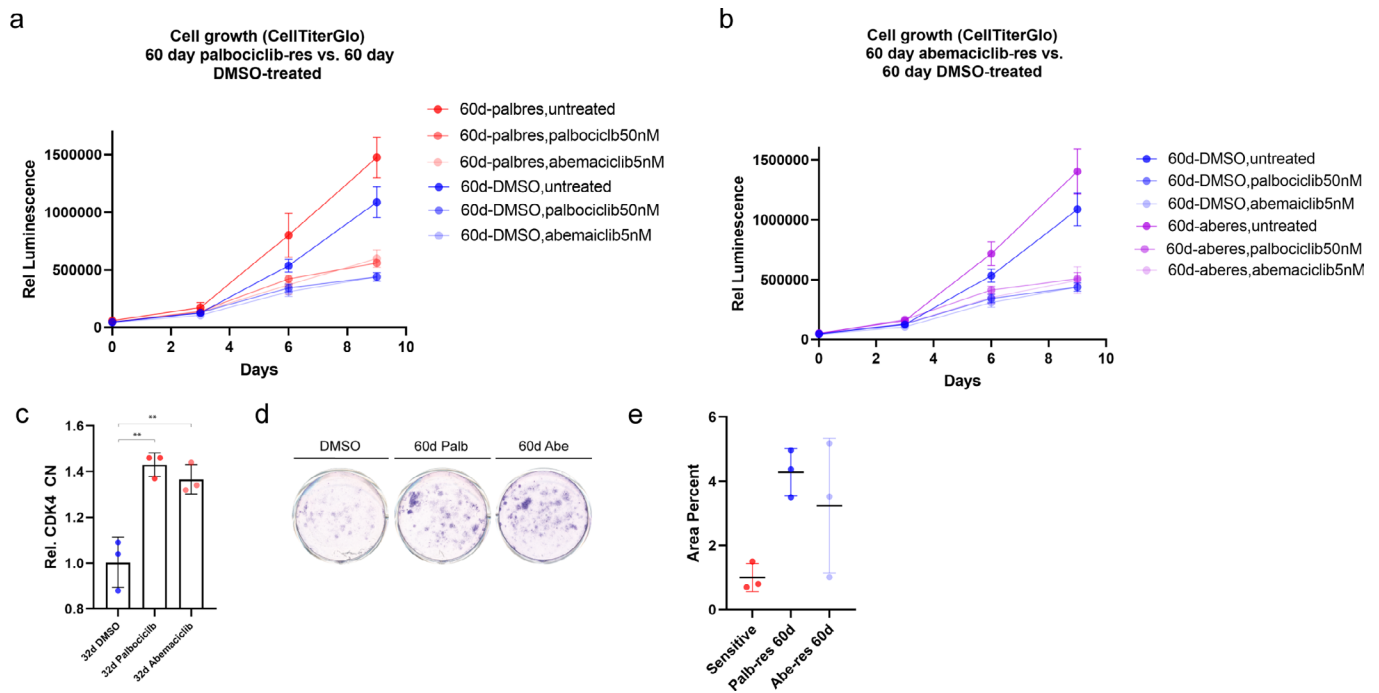 a
Cell growth (CellTiterGlo)
60 day palbociclib-res vs. 60 day
DMSO-treated
Rel Luminescence
1500000
1000000
500000
0
0
2
4
6
8
10
Days
60d-palbres,untreated
60d-palbres,palbociclb50nM
60d-palbres,abemaciclib5nM
60d-DMSO,untreated
60d-DMSO,palbociclb50nM
60d-DMSO,abemaiclib5nM
b
Cell growth (CellTiterGlo)
60 day abemaciclib-res vs.
60 day DMSO-treated
Rel Luminescence
1500000
1000000
500000
0
0
2
4
6
8
10
Days
60d-DMSO,untreated
60d-DMSO,palbociclb50nM
60d-DMSO,abemaiclib5nM
60d-aberes,untreated
60d-aberes,palbociclb50nM
60d-aberes,abemaciclib5nM
c
Rel. CDK4 CN
1.6
1.4
1.2
1.0
0.8
**
**
32d DMSO
32d Palbociclib
32d Abemaciclib
d
DMSO
60d Palb
60d Abe
e
Area Percent
6
4
2
0
Sensitive
Palb-res 60d
Abe-res 60d